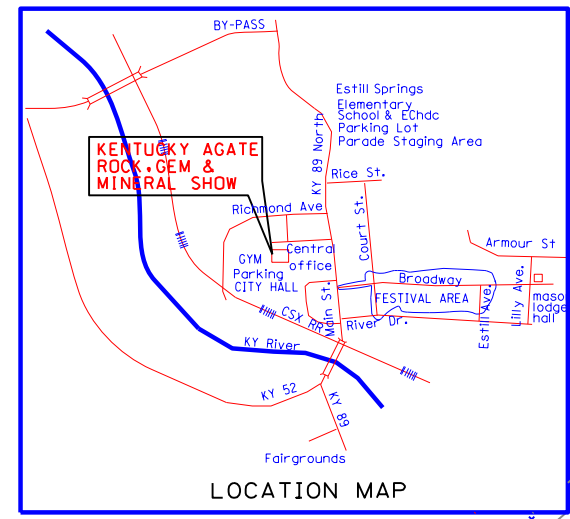 BY-PASS
Estill Springs
Elementary
School & EChdc
Parking Lot
Parade Staging Area
KENTUCKY AGATE
ROCK,GEM &
MINERAL SHOW
KY 89 North
Rice St.
Richmond Ave
Court St.
Armour St
Central
office
GYM
Parking
CITY HALL
Broadway
FESTIVAL AREA
Main St.
River Dr.
Estill Ave.
Lilly Ave.
maso
lodge
hall
CSX RR
KY River
KY 52
KY 89
Fairgrounds
LOCATION MAP